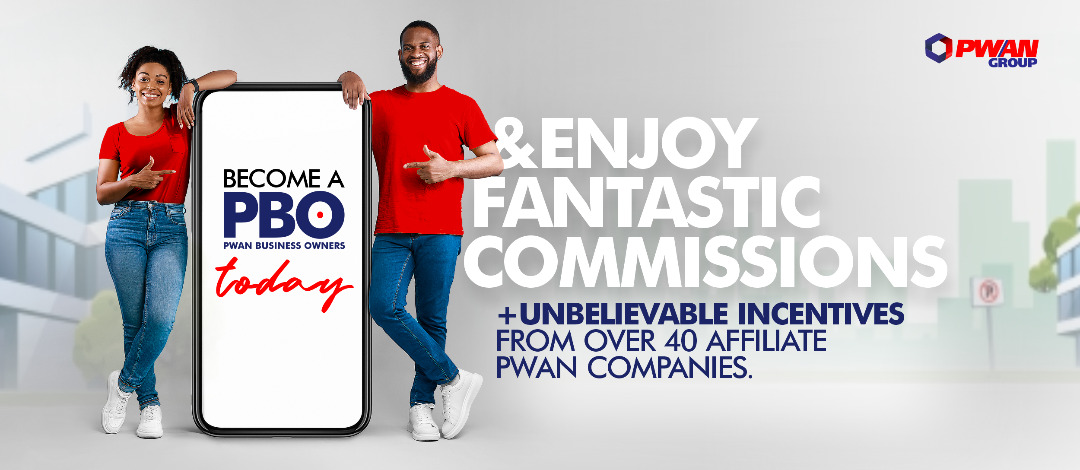 BECOME A
PBO
PWAN BUSINESS OWNERS
today
&ENJOY
FANTASTIC
COMMISSIONS
+UNBELIEVABLE INCENTIVES
FROM OVER 40 AFFILIATE
PWAN COMPANIES.
PWAN
GROUP
P